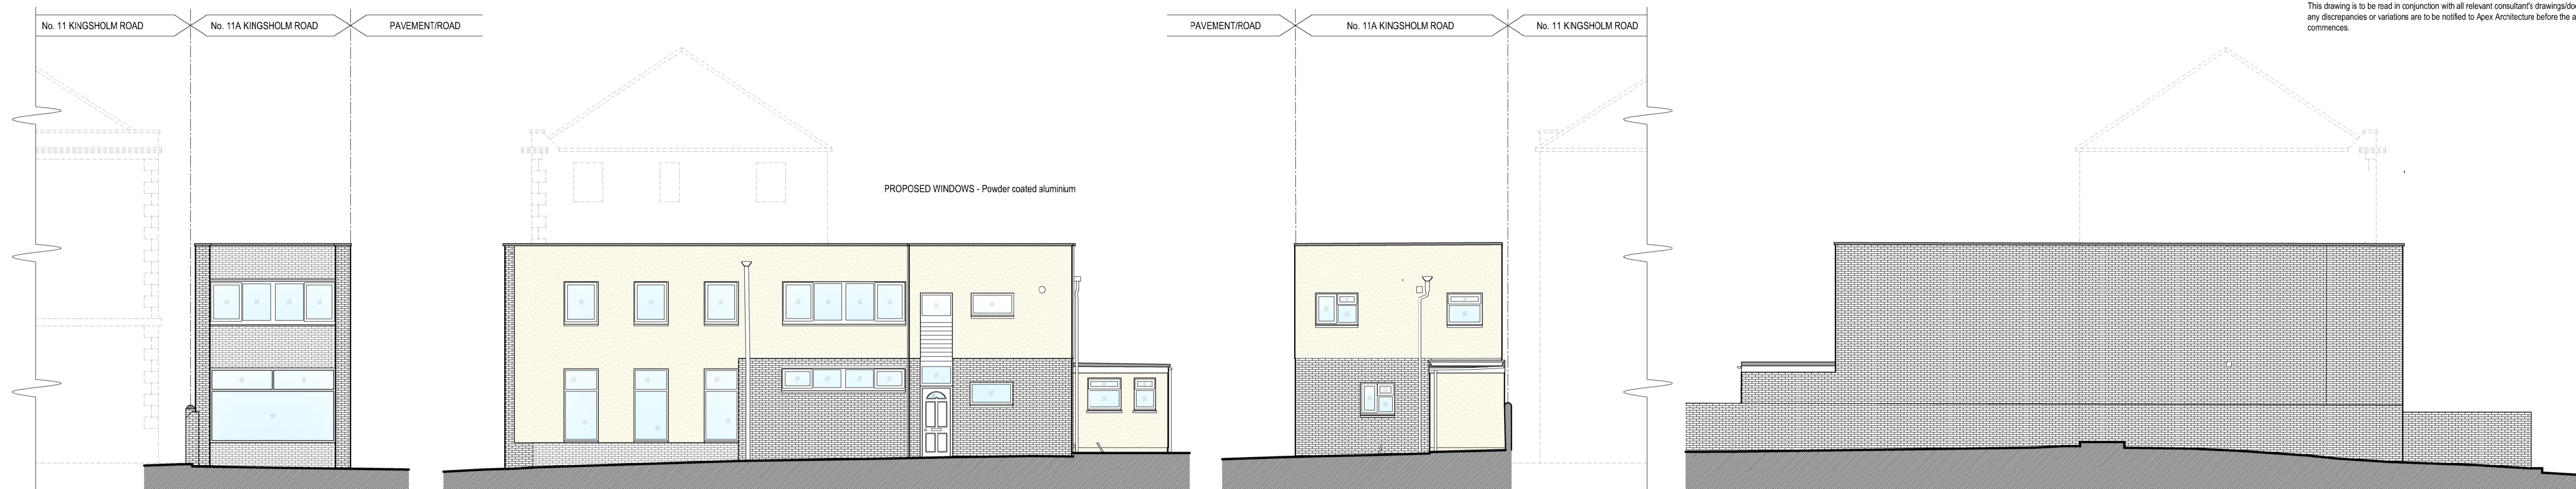 No. 11 KINGSHOLM ROAD
No. 11A KINGSHOLM ROAD
PAVEMENT/ROAD
PAVEMENT/ROAD
No. 11A KINGSHOLM ROAD
No. 11 KINGSHOLM ROAD
This drawing is to be read in conjunction with all relevant consultant's
any discrepancies or variations are to be notified to Apex Architecture before the
commences.
PROPOSED WINDOWS - Powder coated aluminium